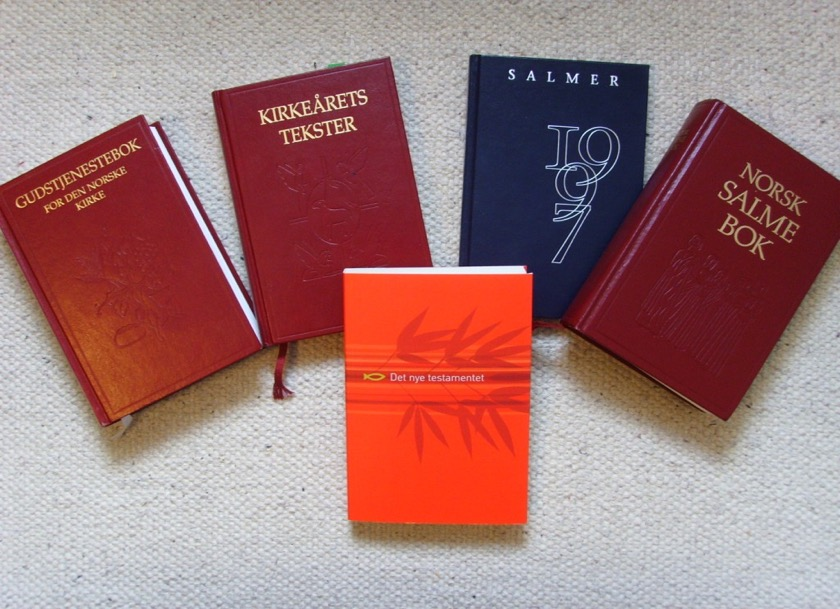 GUDSTJENESTEBOK
FOR DEN NORSKE
KIRKE
KIRKEÅRETS
TEKSTER
SALMER
1997
NORSK
SALME
BOK
Det nye testamentet